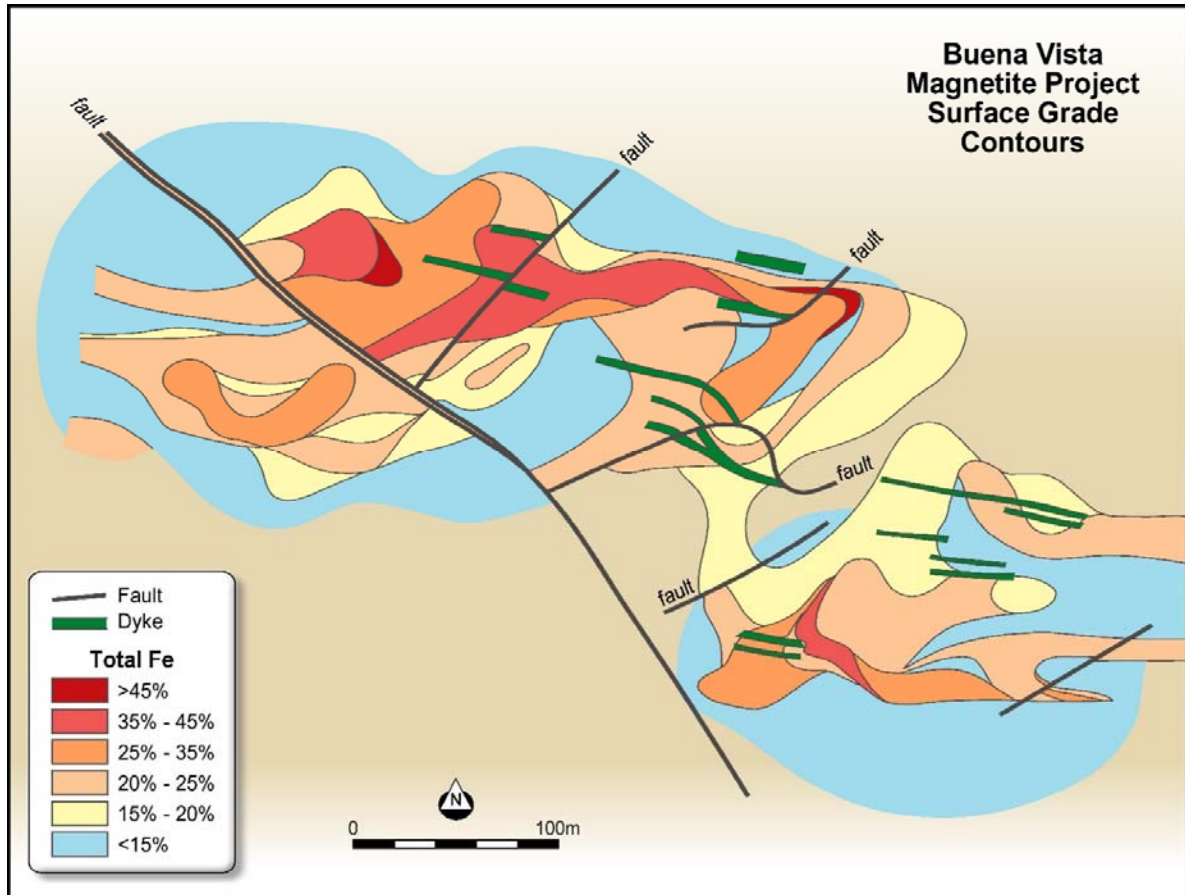 Buena Vista
Magnetite Project
Surface Grade
Contours
fault
fault
fault
fault
fault
Fault
Dyke
Total Fe
>45%
35% - 45%
25% - 35%
20% - 25%
15% - 20%
<15%
N
0 100m